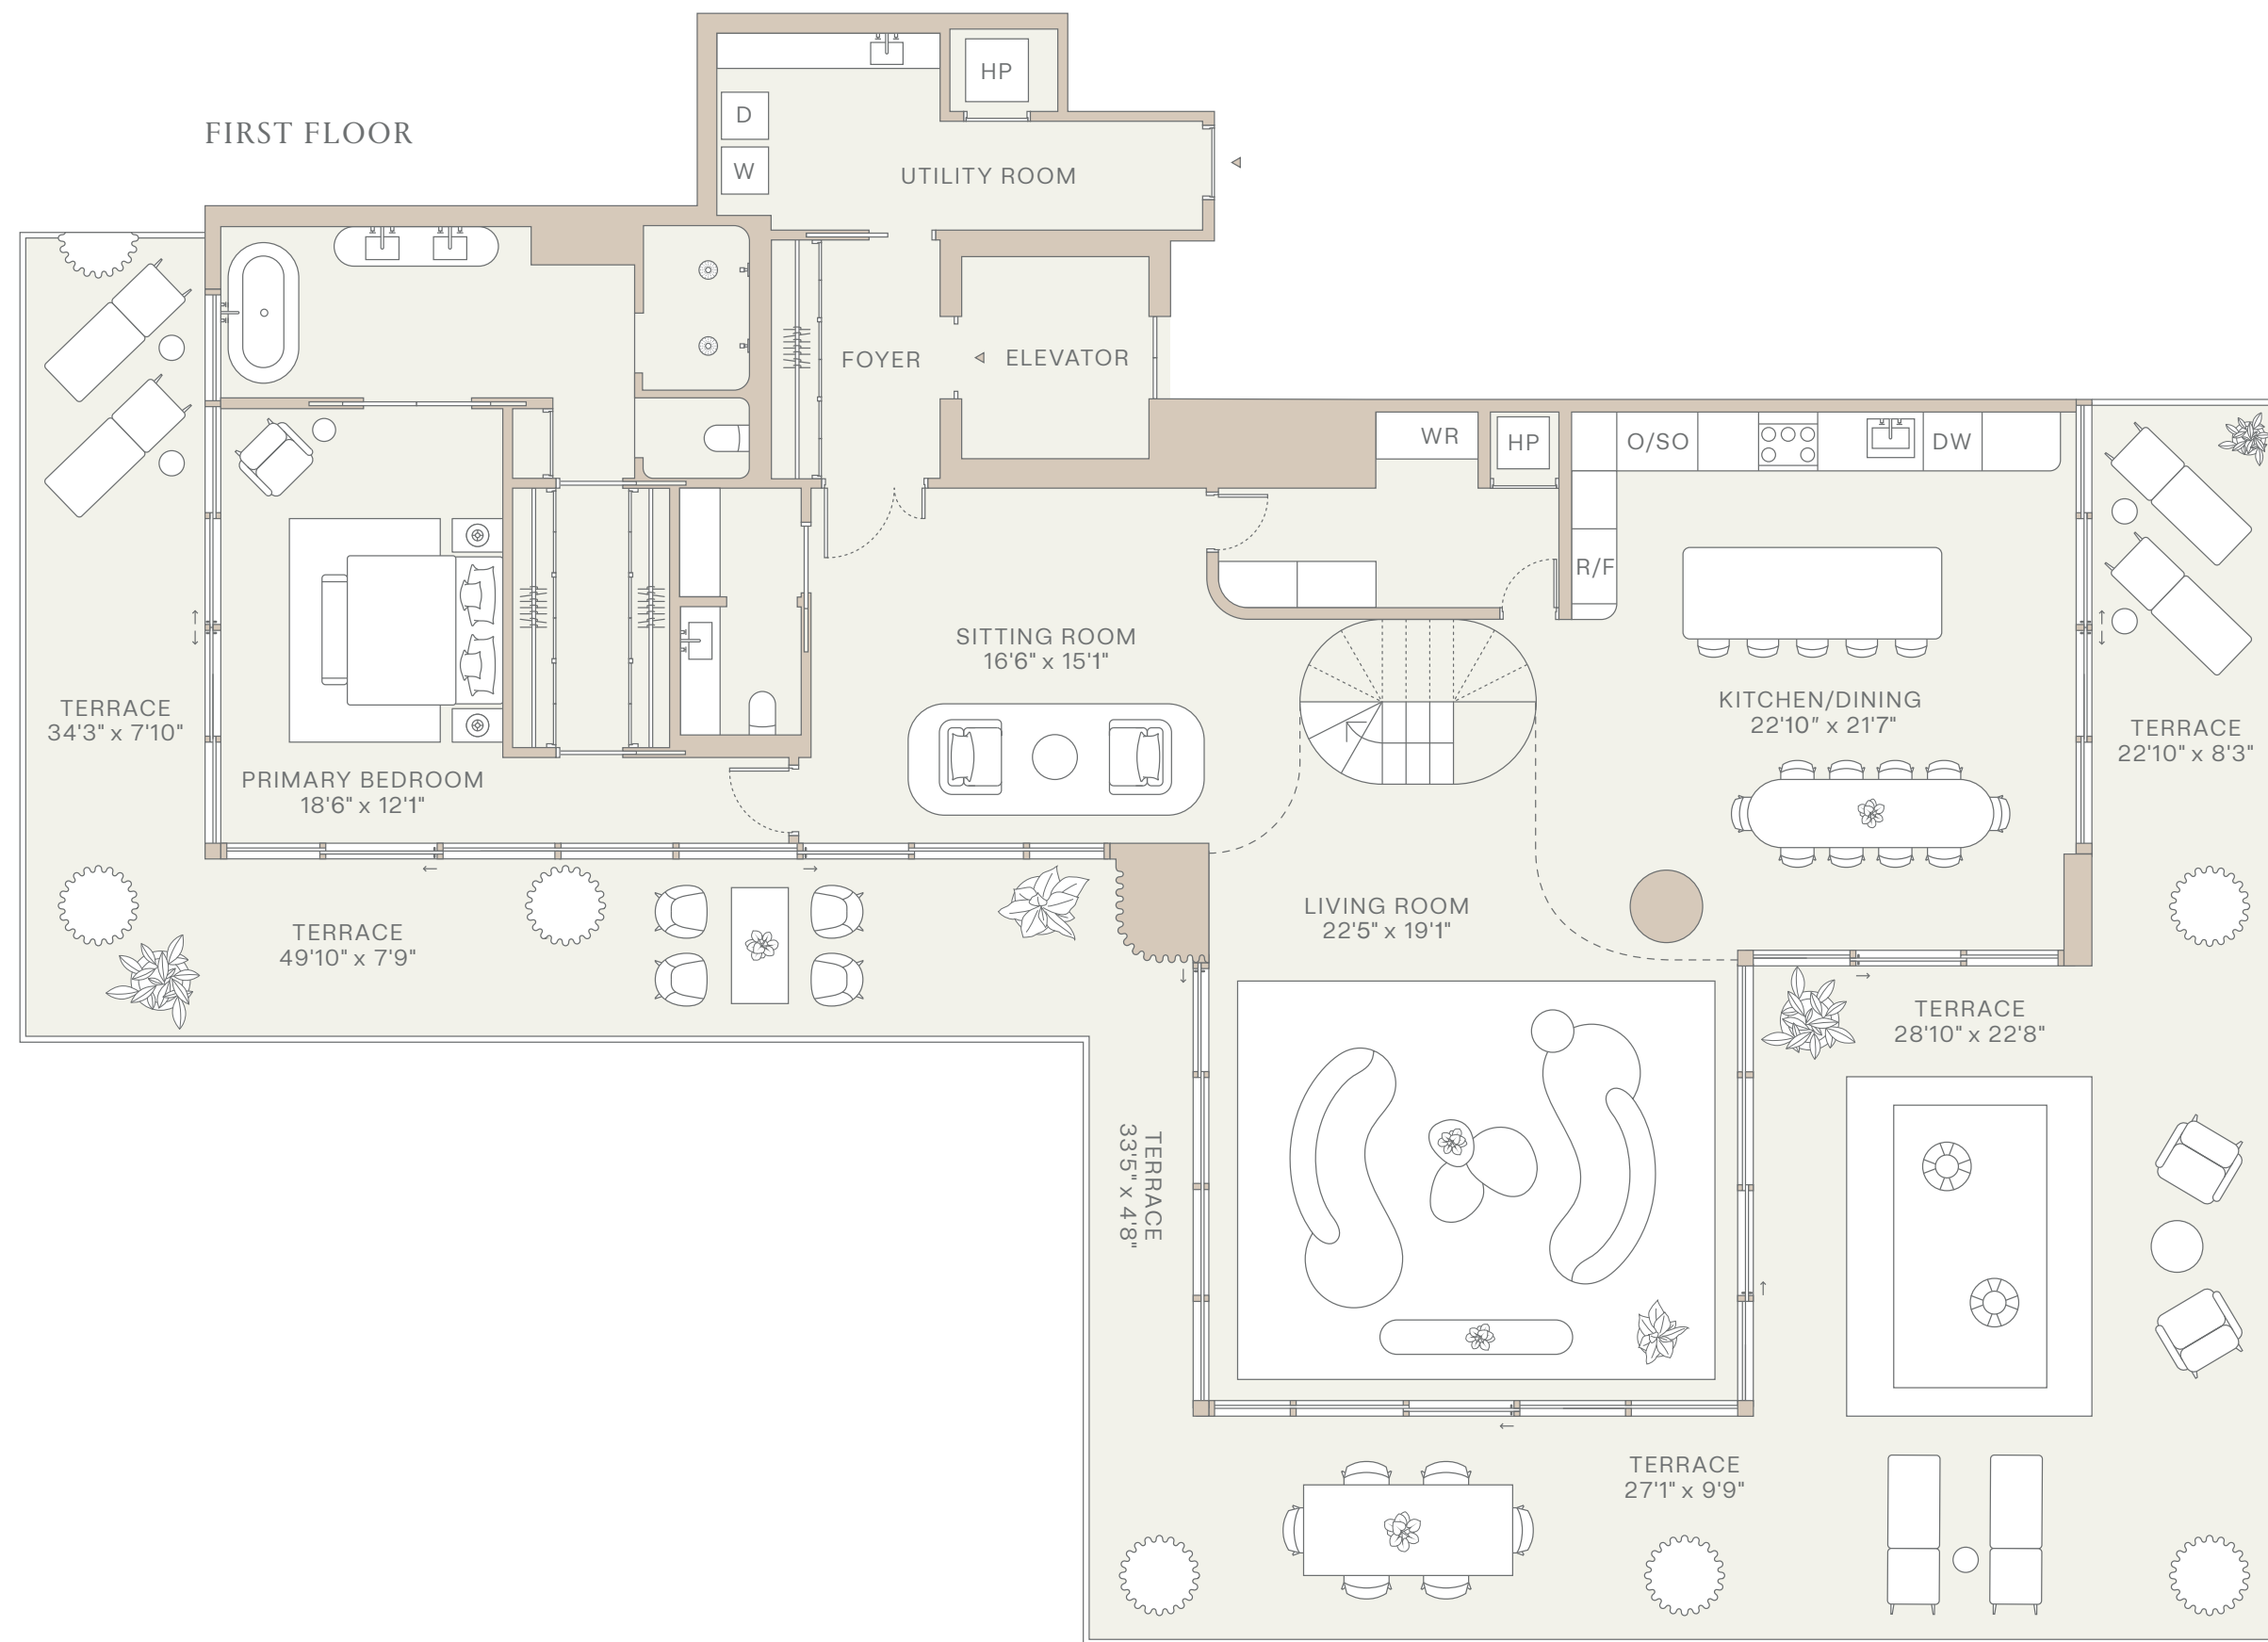 FIRST FLOOR
HP
D
W
UTILITY ROOM
FOYER
ELEVATOR
WR
HP
O/SO
DW
R/F
SITTING ROOM
16'6" x 15'1"
KITCHEN/DINING
22'10" x 21'7"
TERRACE
34'3" x 7'10"
TERRACE
22'10" x 8'3"
PRIMARY BEDROOM
18'6" x 12'1"
LIVING ROOM
22'5" x 19'1"
TERRACE
49'10" x 7'9"
TERRACE
28'10" x 22'8"
TERRACE
33'5" x 4'8"
TERRACE
27'1" x 9'9"